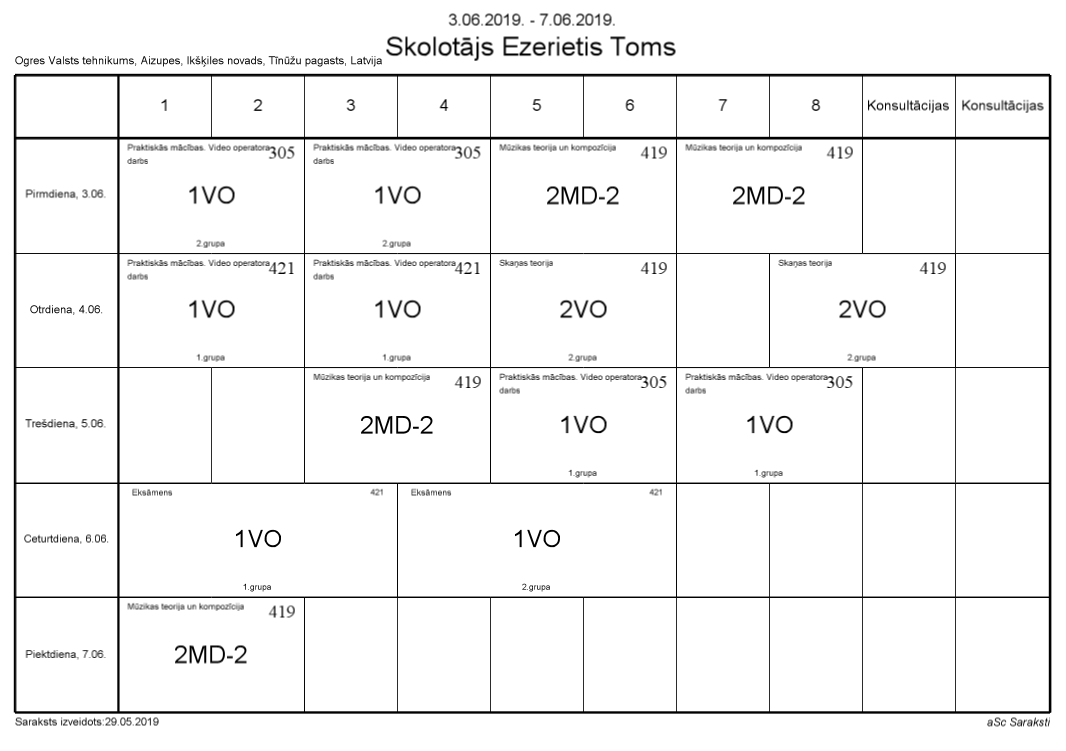 3.06.2019. - 7.06.2019.
Skolotājs Ezerietis Toms
Ogres Valsts tehnikums, Aizupes, Ikšķiles novads, Tīnūžu pagasts, Latvija
1 2 3 4 5 6 7 8 Konsultācijas Konsultācijas
Pirmdiena, 3.06.
Praktiskās mācības. Video operatora
darbs
305
1VO
2.grupa
Praktiskās mācības. Video operatora
darbs
305
1VO
2.grupa
Mūzikas teorija un kompozīcija
419
2MD-2
Mūzikas teorija un kompozīcija
419
2MD-2
Otrdiena, 4.06.
Praktiskās mācības. Video operatora
darbs
421
1VO
1.grupa
Praktiskās mācības. Video operatora
darbs
421
1VO
1.grupa
Skaņas teorija
419
2VO
2.grupa
Skaņas teorija
419
2VO
2.grupa
Trešdiena, 5.06.
Mūzikas teorija un kompozīcija
419
2MD-2
Praktiskās mācības. Video operatora
darbs
305
1VO
1.grupa
Praktiskās mācības. Video operatora
darbs
305
1VO
1.grupa
Ceturtdiena, 6.06.
Eksāmens
421
1VO
1.grupa
Eksāmens
421
1VO
2.grupa
Piektdiena, 7.06.
Mūzikas teorija un kompozīcija
419
2MD-2
Saraksts izveidots:29.05.2019
aSc Saraksti